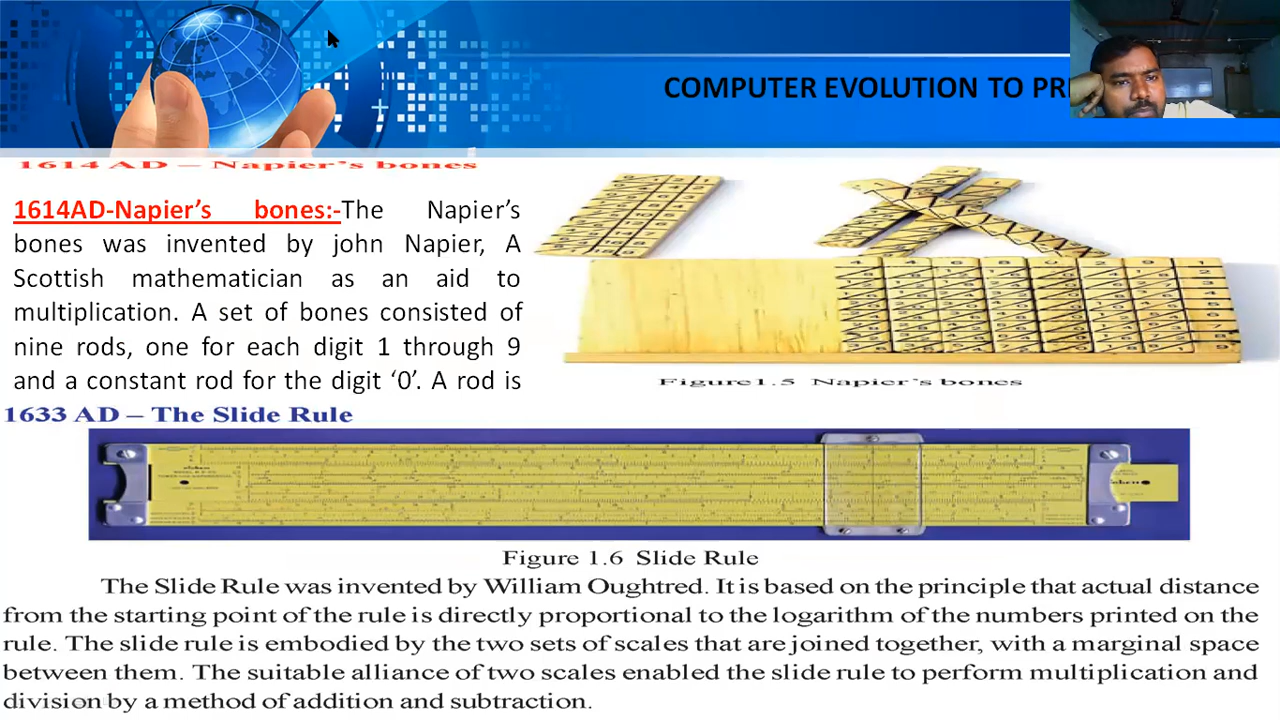 COMPUTER EVOLUTION TO
1614 AD – Napier's bones
1614AD-Napier's bones:-The Napier's
bones was invented by john Napier, A
Scottish mathematician as an aid to
multiplication. A set of bones consisted of
nine rods, one for each digit 1 through 9
and a constant rod for the digit ‘0’. A rod is
Figure1.5 Napier's bones
1633 AD – The Slide Rule
Figure 1.6 Slide Rule
The Slide Rule was invented by William Oughtred. It is based on the principle that actual distance
from the starting point of the rule is directly proportional to the logarithm of the numbers printed on the
rule. The slide rule is embodied by the two sets of scales that are joined together, with a marginal space
between them. The suitable alliance of two scales enabled the slide rule to perform multiplication and
division by a method of addition and subtraction.